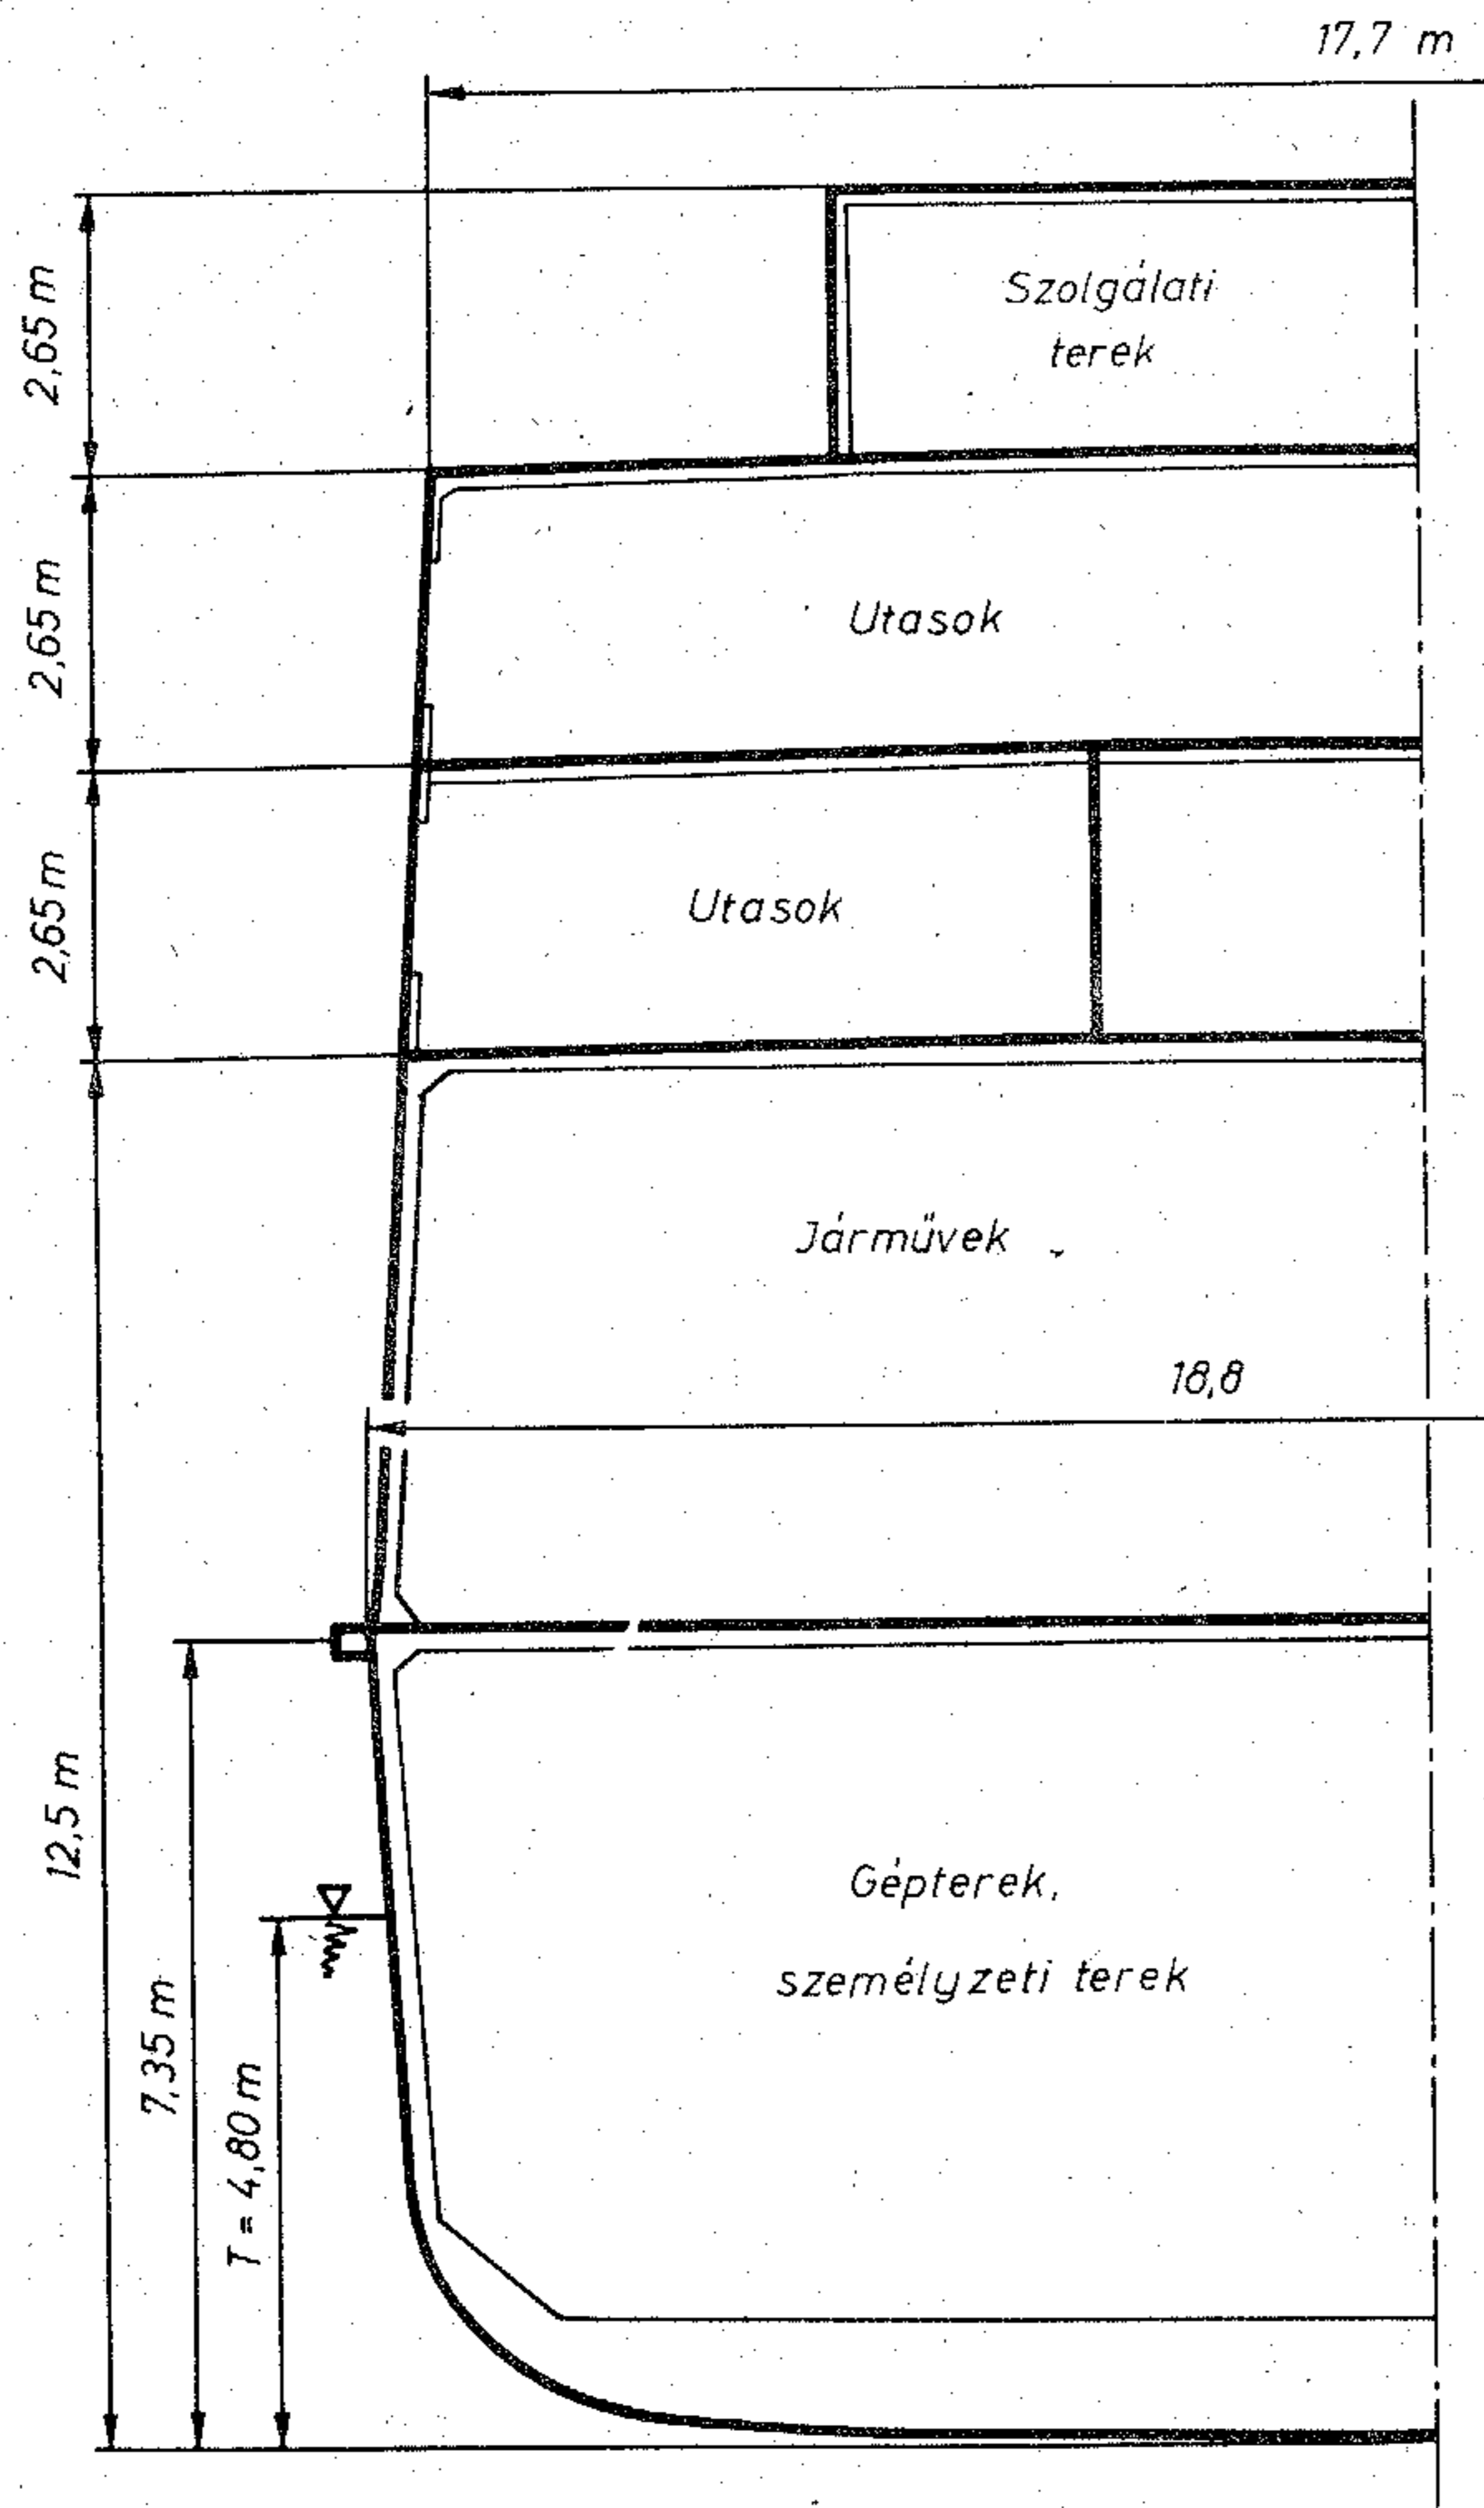 17,7 m
2,65 m
Szolgálati
terek
2,65 m
Utasok
2,65 m
Utasok
Járművek
18,8
12,5 m
7,35 m
T = 4,80 m
Gépterek,
személyzeti terek